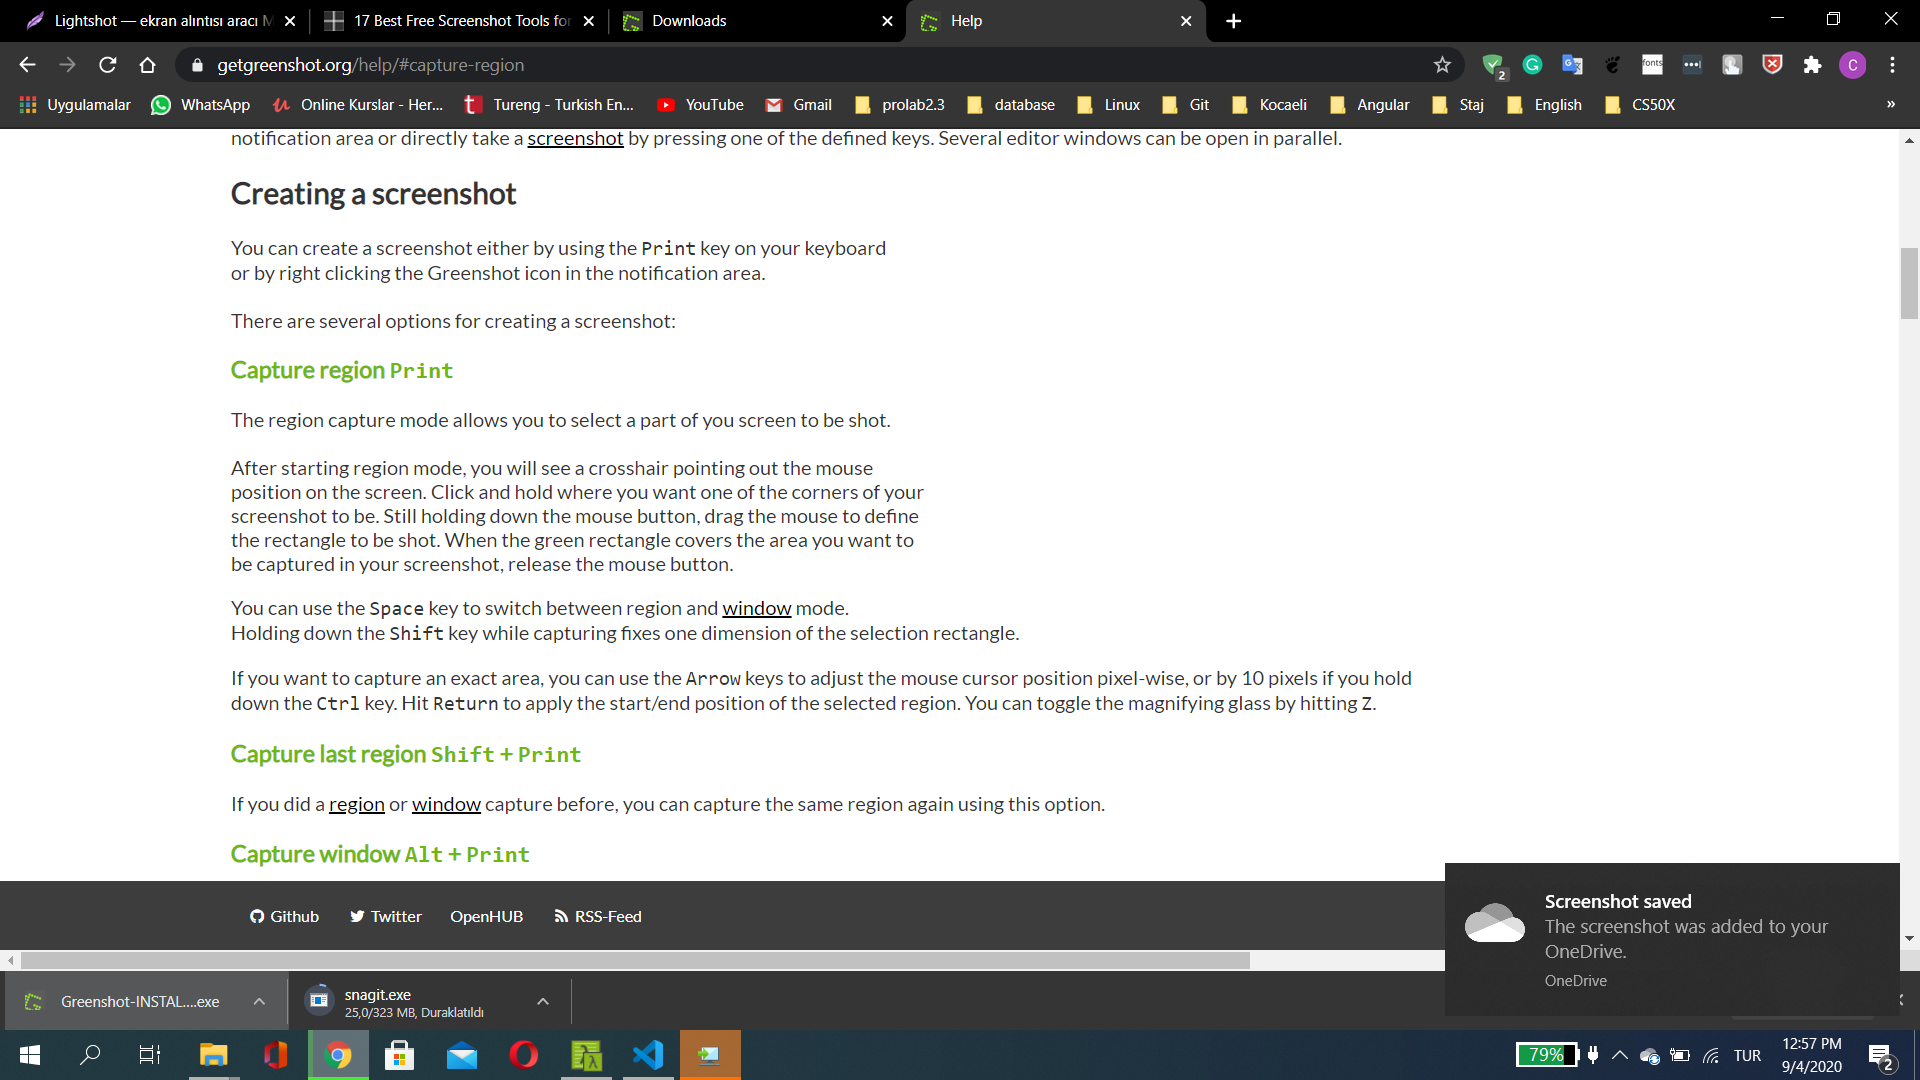 Lightshot — ekran alıntısı aracı M
17 Best Free Screenshot Tools for
Downloads
Help
getgreenshot.org/help/#capture-region
2
fonts
C
Uygulamalar
WhatsApp
Online Kurslar - Her...
Tureng - Turkish En...
YouTube
Gmail
prolab2.3
database
Linux
Git
Kocaeli
Angular
Staj
English
CS50X
»
notification area or directly take a screenshot by pressing one of the defined keys. Several editor windows can be open in parallel.
Creating a screenshot
You can create a screenshot either by using the Print key on your keyboard
or by right clicking the Greenshot icon in the notification area.
There are several options for creating a screenshot:
Capture region Print
The region capture mode allows you to select a part of you screen to be shot.
After starting region mode, you will see a crosshair pointing out the mouse
position on the screen. Click and hold where you want one of the corners of your
screenshot to be. Still holding down the mouse button, drag the mouse to define
the rectangle to be shot. When the green rectangle covers the area you want to
be captured in your screenshot, release the mouse button.
You can use the Space key to switch between region and window mode.
Holding down the Shift key while capturing fixes one dimension of the selection rectangle.
If you want to capture an exact area, you can use the Arrow keys to adjust the mouse cursor position pixel-wise, or by 10 pixels if you hold
down the Ctrl key. Hit Return to apply the start/end position of the selected region. You can toggle the magnifying glass by hitting Z.
Capture last region Shift + Print
If you did a region or window capture before, you can capture the same region again using this option.
Capture window Alt + Print
Github
Twitter
OpenHUB
RSS-Feed
Screenshot saved
The screenshot was added to your
OneDrive.
OneDrive
Greenshot-INSTAL....exe
snagit.exe
25,0/323 MB, Duraklatıldı
79%
TUR
12:57 PM
9/4/2020
2